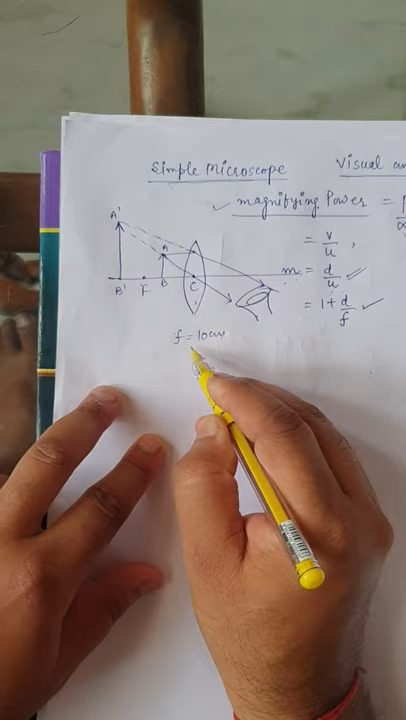 Simple Microscope
Visual an
magnifying Power =
= v/u,
m = d/u
= 1 + d/f
A'
A
B'
F
B
C
f = 10cm